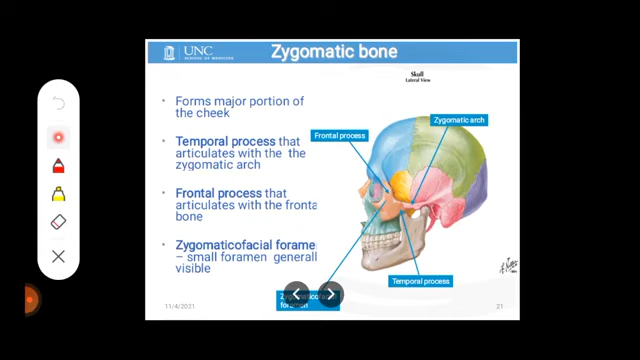 UNC
SCHOOL OF MEDICINE
Zygomatic bone
Skull
Lateral View
• Forms major portion of
the cheek
• Temporal process that
articulates with the the
zygomatic arch
• Frontal process that
articulates with the fronta
bone
• Zygomaticofacial forame
– small foramen generall
visible
Zygomatic arch
Frontal process
Temporal process
foramen
11/4/2021
21